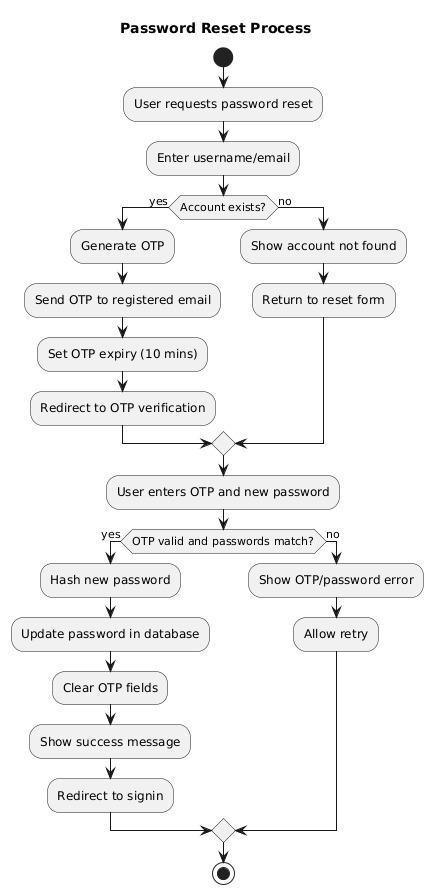 Password Reset Process
User requests password reset
Enter username/email
yes
Account exists?
no
Generate OTP
Show account not found
Send OTP to registered email
Return to reset form
Set OTP expiry (10 mins)
Redirect to OTP verification
User enters OTP and new password
yes
OTP valid and passwords match?
no
Hash new password
Show OTP/password error
Update password in database
Allow retry
Clear OTP fields
Show success message
Redirect to signin